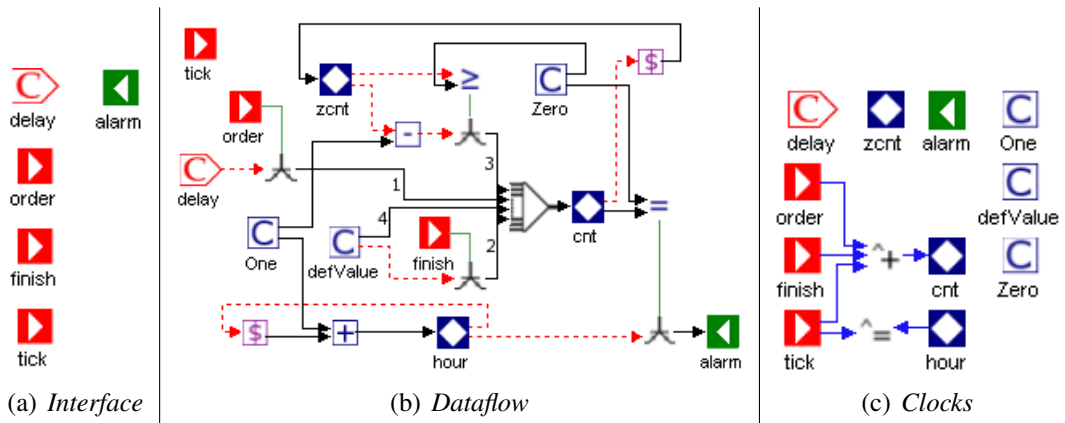 C
delay
alarm
order
finish
tick
(a) Interface
tick
$
zcnt
≥
C
Zero
order
-
3
C
delay
1
4
cnt
=
C
One
C
defValue
finish
2
$
+
hour
alarm
(b) Dataflow
C
C
delay
zcnt
alarm
One
C
order
defValue
^+
C
finish
cnt
Zero
^=
tick
hour
(c) Clocks